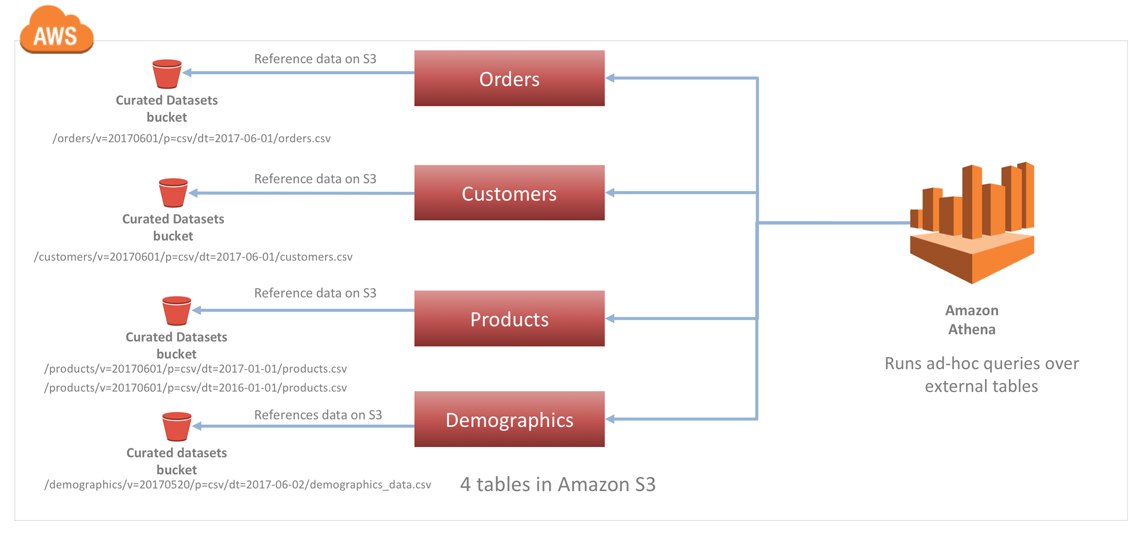 AWS
Reference data on S3
Orders
Curated Datasets
bucket
/orders/v=20170601/p=csv/dt=2017-06-01/orders.csv
Reference data on S3
Customers
Curated Datasets
bucket
/customers/v=20170601/p=csv/dt=2017-06-01/customers.csv
Reference data on S3
Products
Curated Datasets
bucket
/products/v=20170601/p=csv/dt=2017-01-01/products.csv
/products/v=20170601/p=csv/dt=2016-01-01/products.csv
References data on S3
Demographics
Curated datasets
bucket
/demographics/v=20170520/p=csv/dt=2017-06-02/demographics_data.csv
4 tables in Amazon S3
Amazon
Athena
Runs ad-hoc queries over
external tables